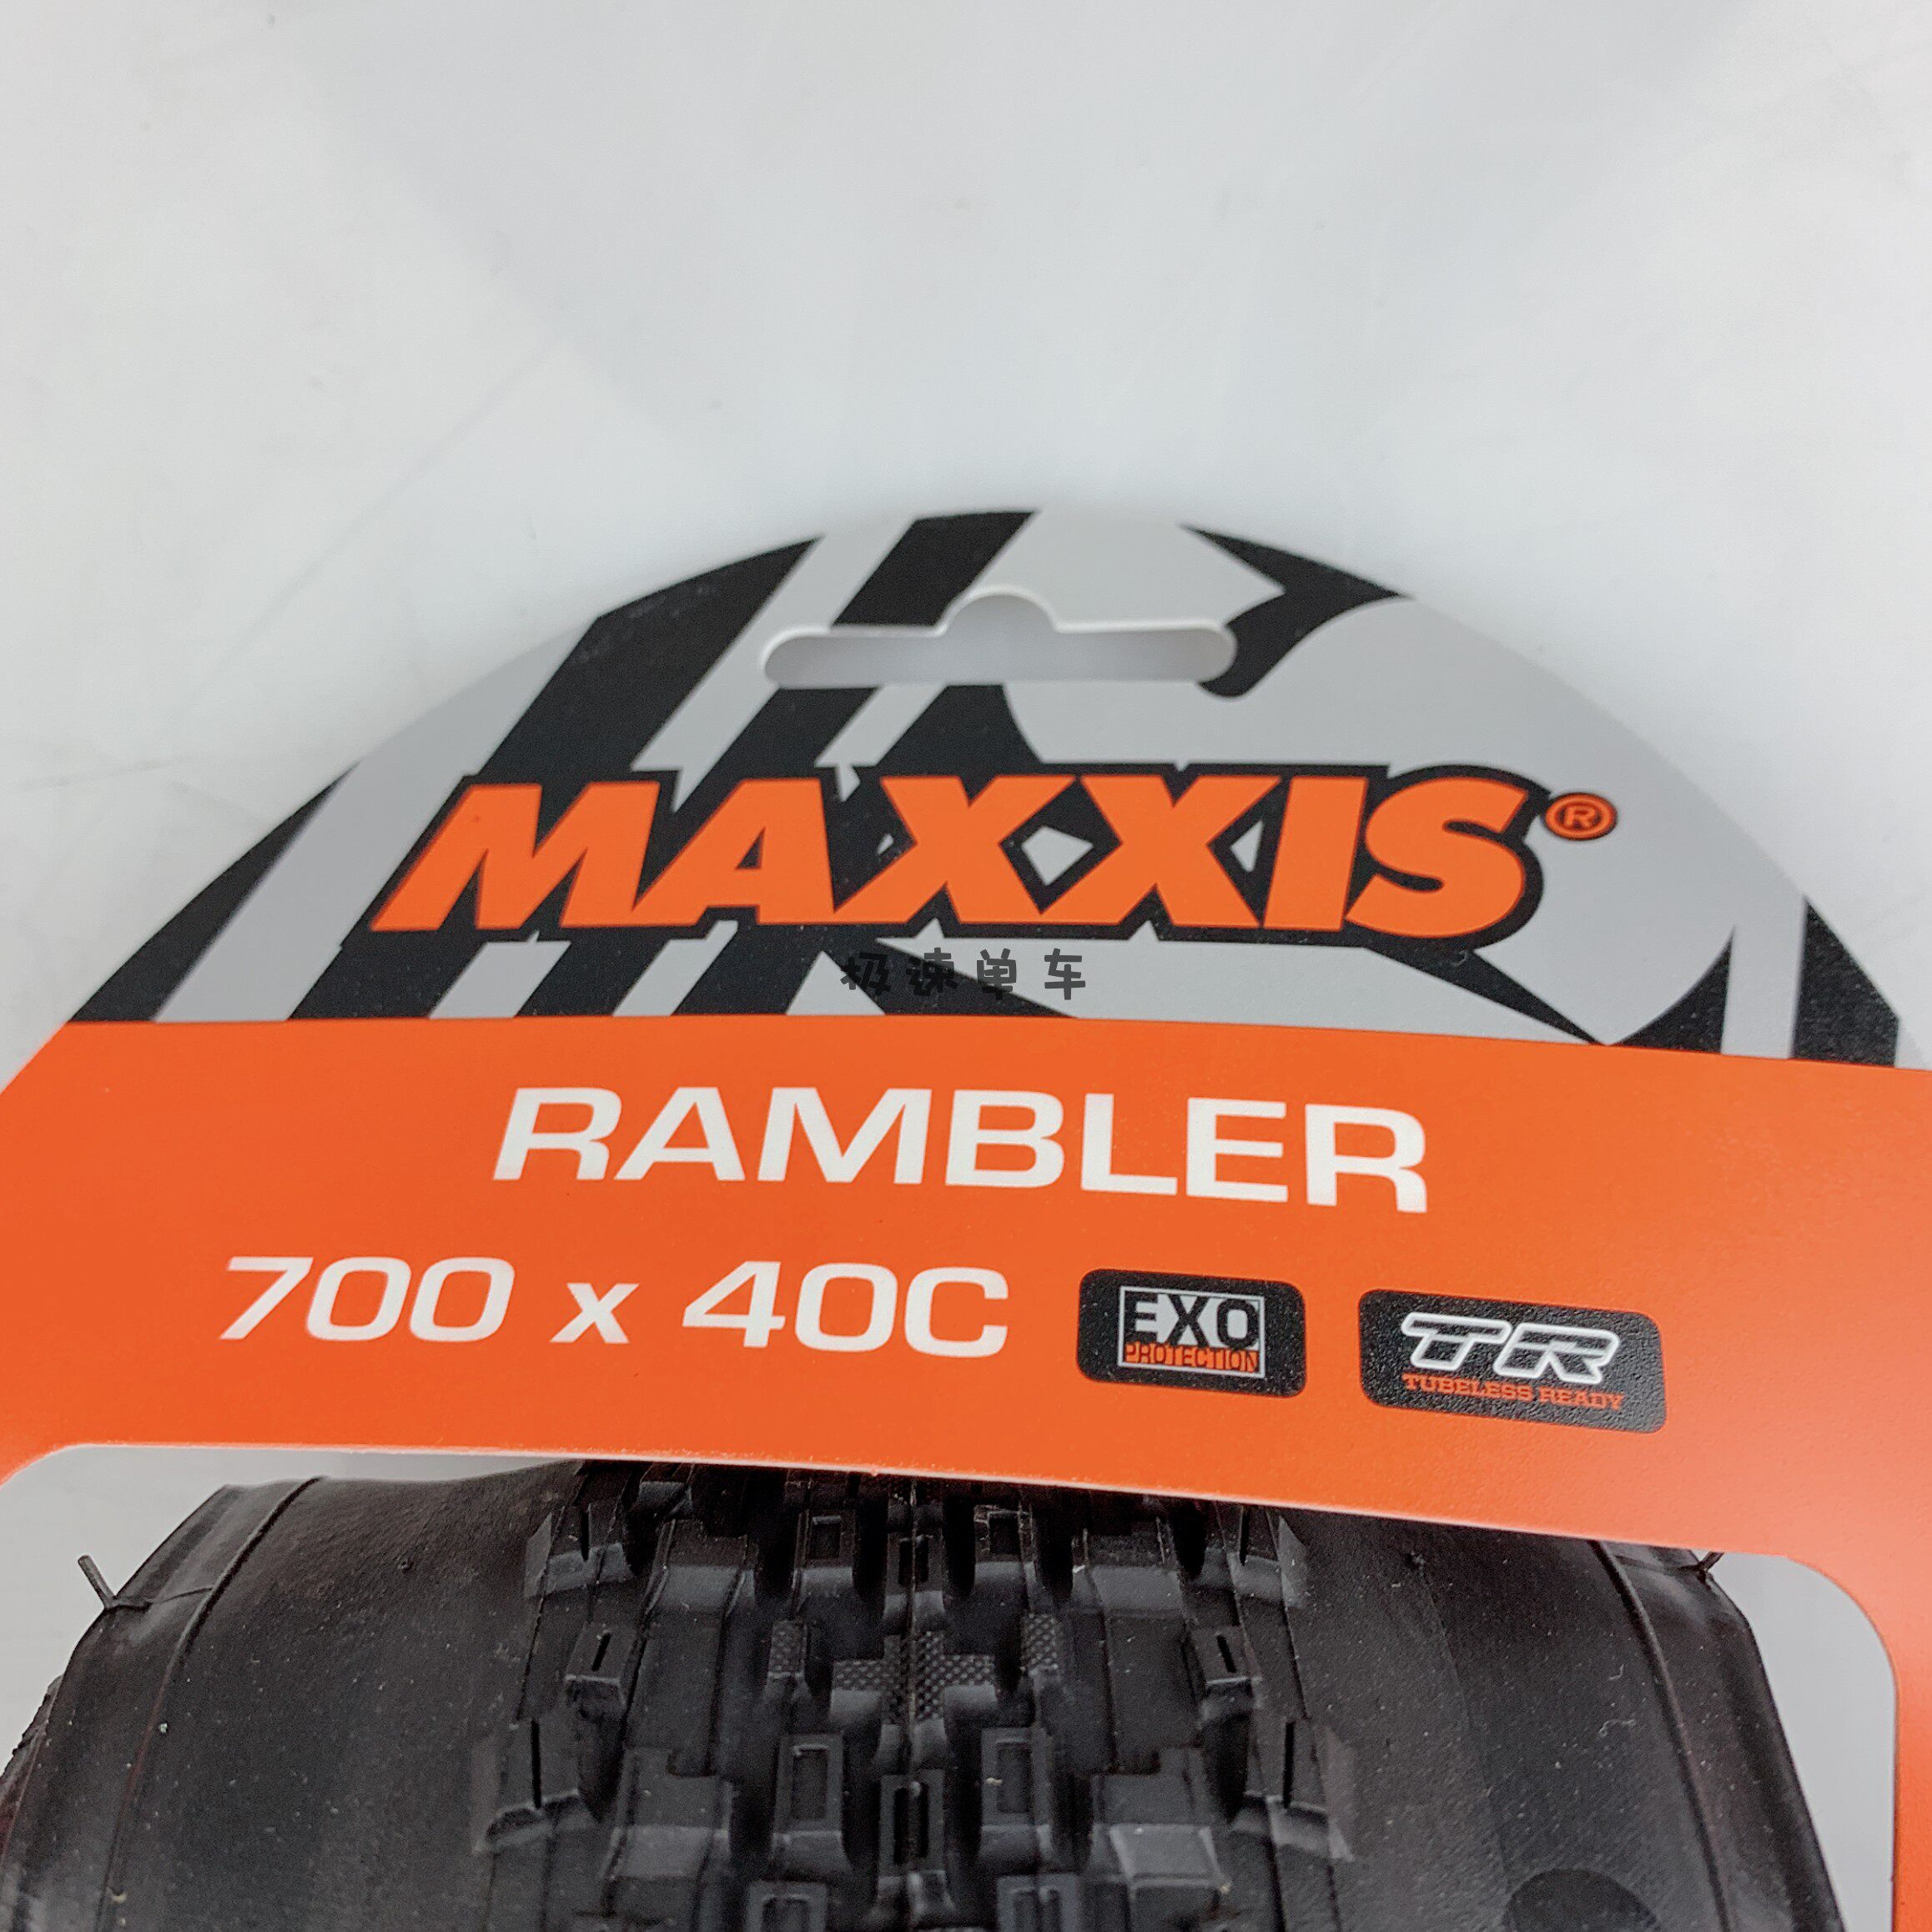 MAXXIS®
极速单车
RAMBLER
700 x 40C
EXO
PROTECTION
TR
TUBELESS READY